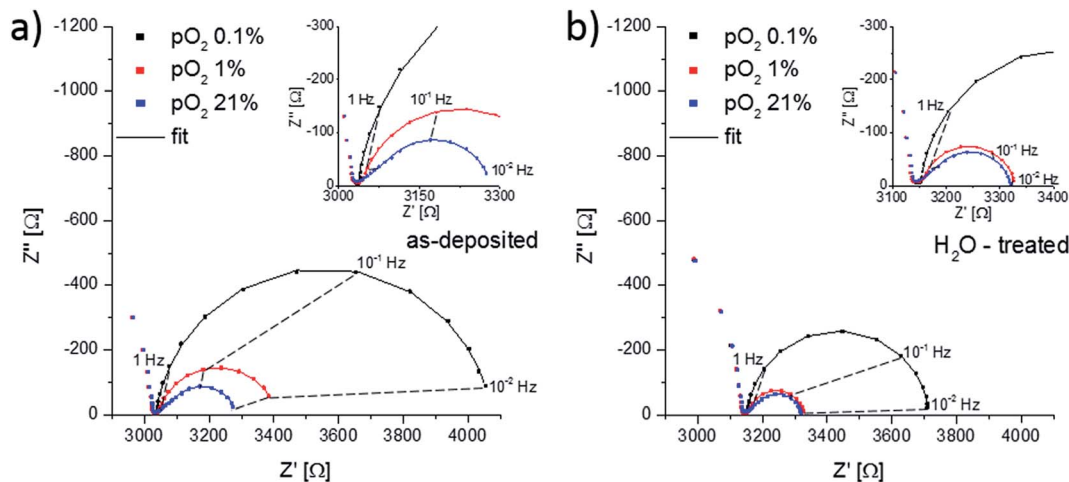 a)
pO₂ 0.1%
pO₂ 1%
pO₂ 21%
fit
as-deposited
-1200
-1000
-800
-600
-400
-200
0
Z'' [Ω]
3000
3200
3400
3600
3800
4000
Z' [Ω]
1 Hz
10⁻¹ Hz
10⁻² Hz
-300
-200
-100
0
Z'' [Ω]
3000
3150
3300
Z' [Ω]
1 Hz
10⁻¹ Hz
10⁻² Hz
b)
pO₂ 0.1%
pO₂ 1%
pO₂ 21%
fit
H₂O - treated
-1200
-1000
-800
-600
-400
-200
0
Z'' [Ω]
3000
3200
3400
3600
3800
4000
Z' [Ω]
1 Hz
10⁻¹ Hz
10⁻² Hz
-300
-200
-100
0
Z'' [Ω]
3100
3200
3300
3400
Z' [Ω]
1 Hz
10⁻¹ Hz
10⁻² Hz